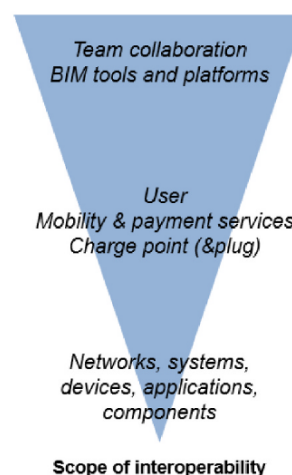 Team collaboration
BIM tools and platforms
User
Mobility & payment services
Charge point (&plug)
Networks, systems,
devices, applications,
components
Scope of interoperability